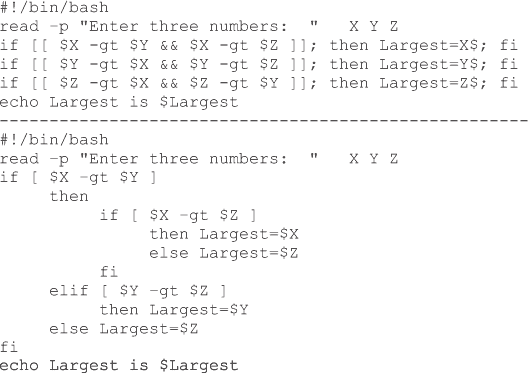 #!/bin/bash
read –p "Enter three numbers:  "   X Y Z
if [[ $X -gt $Y && $X -gt $Z ]]; then Largest=X$; fi
if [[ $Y -gt $X && $Y -gt $Z ]]; then Largest=Y$; fi
if [[ $Z -gt $X && $Z -gt $Y ]]; then Largest=Z$; fi
echo Largest is $Largest
-----------------------------------------------------
#!/bin/bash
read –p "Enter three numbers:  "   X Y Z
if [ $X –gt $Y ]
     then
          if [ $X –gt $Z ]
               then Largest=$X
               else Largest=$Z
          fi
     elif [ $Y –gt $Z ]
          then Largest=$Y
     else Largest=$Z
fi
echo Largest is $Largest